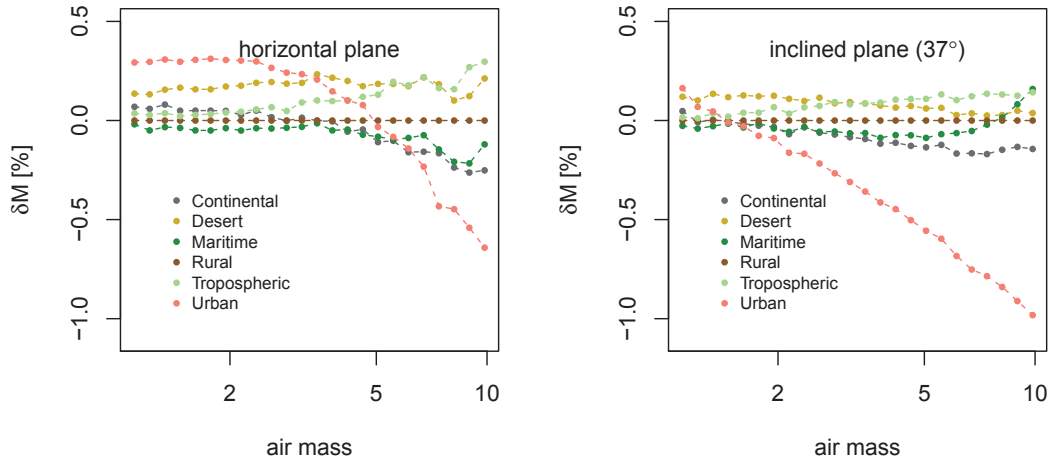 horizontal plane
δM [%]
0.5
0.0
−0.5
−1.0
Continental
Desert
Maritime
Rural
Tropospheric
Urban
2
5
10
air mass
inclined plane (37°)
δM [%]
0.5
0.0
−0.5
−1.0
Continental
Desert
Maritime
Rural
Tropospheric
Urban
2
5
10
air mass